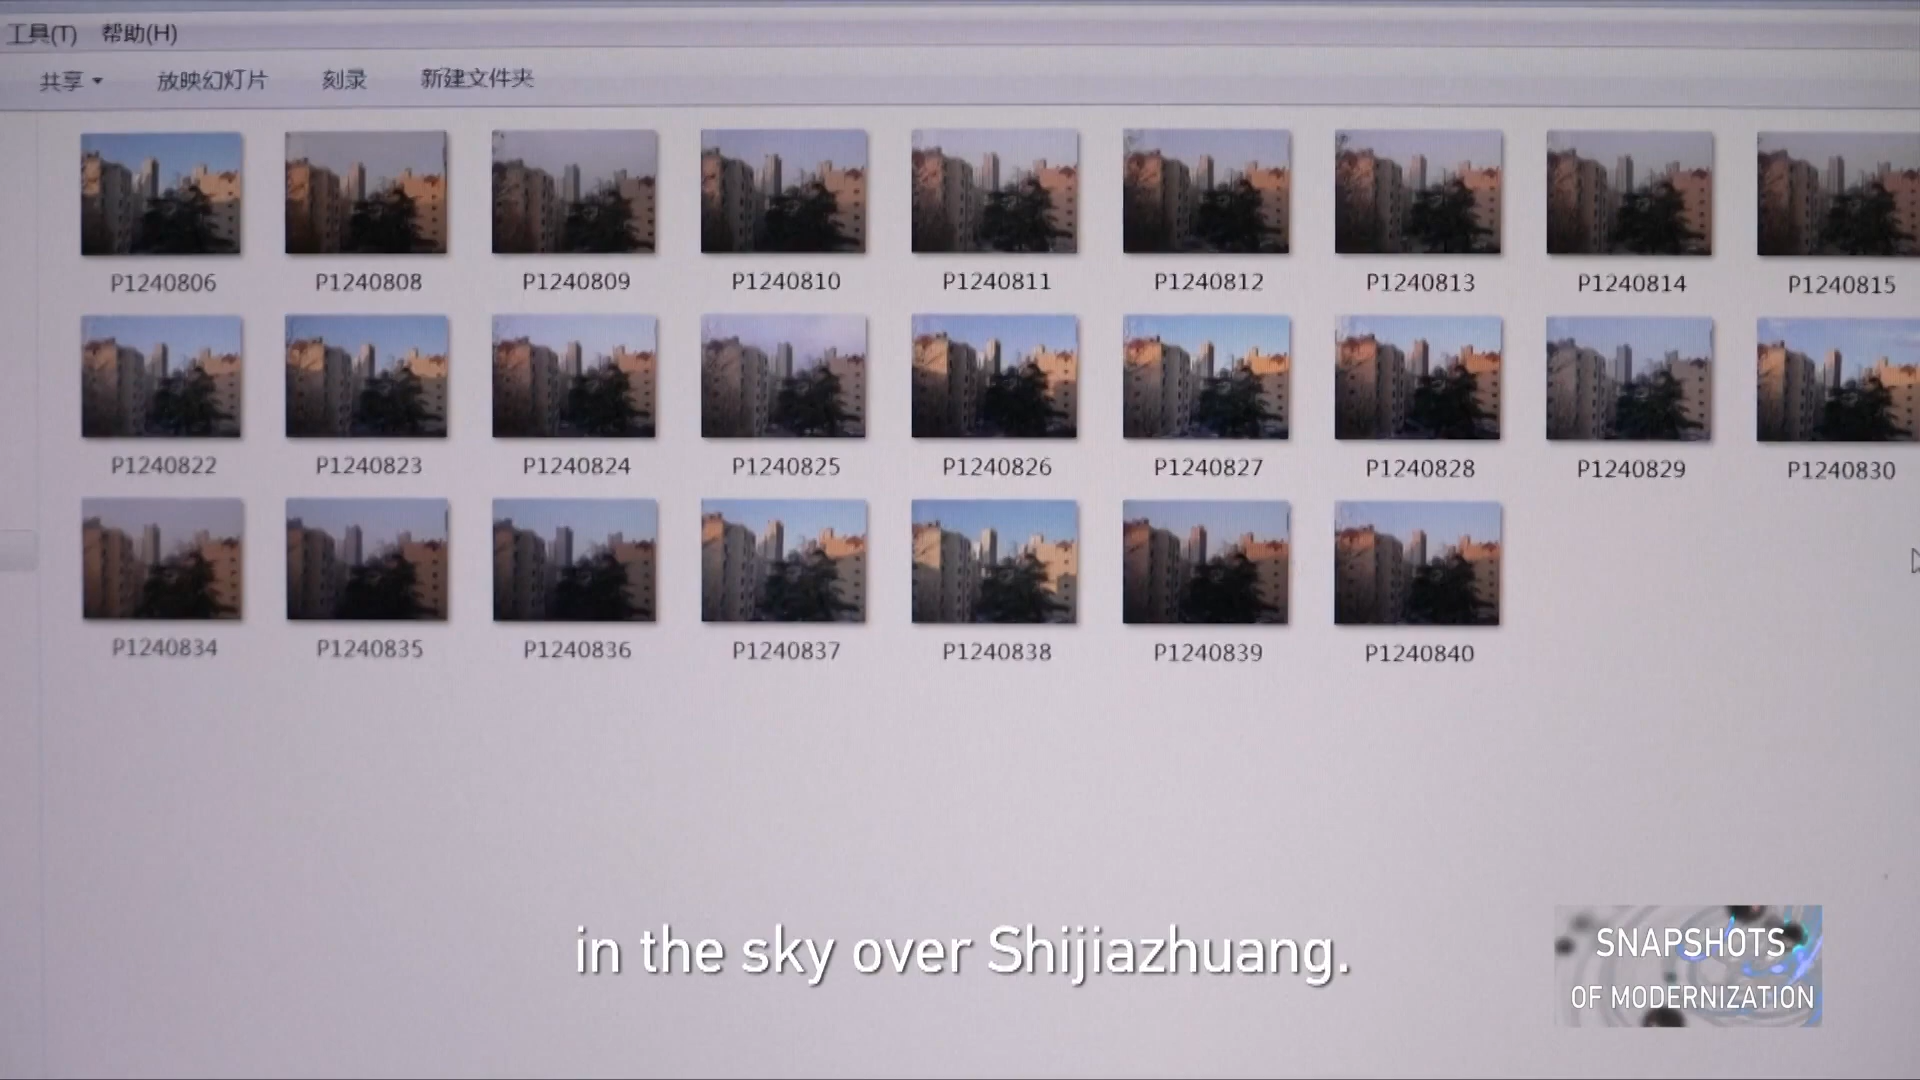 工具(T) 帮助(H)
共享 放映幻灯片 刻录 新建文件夹
P1240806 P1240808 P1240809 P1240810 P1240811 P1240812 P1240813 P1240814 P1240815
P1240822 P1240823 P1240824 P1240825 P1240826 P1240827 P1240828 P1240829 P1240830
P1240834 P1240835 P1240836 P1240837 P1240838 P1240839 P1240840
in the sky over Shijiazhuang.
SNAPSHOTS
OF MODERNIZATION